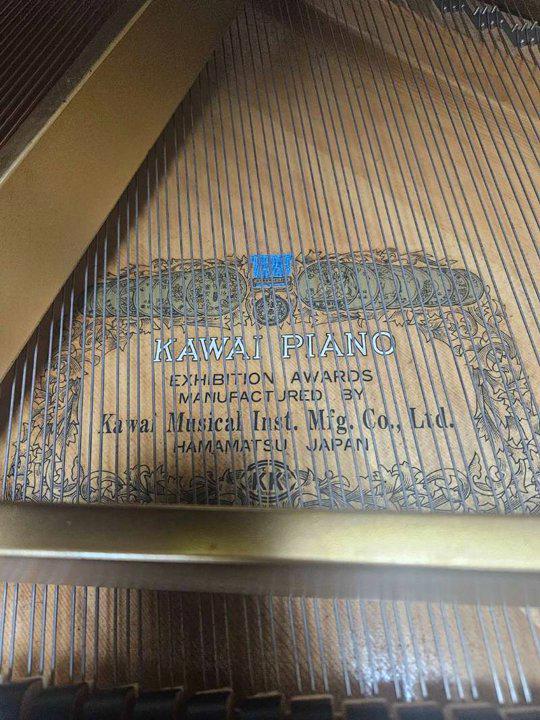 KAWAI PIANO
EXHIBITION AWARDS
MANUFACTURED BY
Kawai Musical Inst. Mfg. Co., Ltd.
HAMAMATSU JAPAN
KK